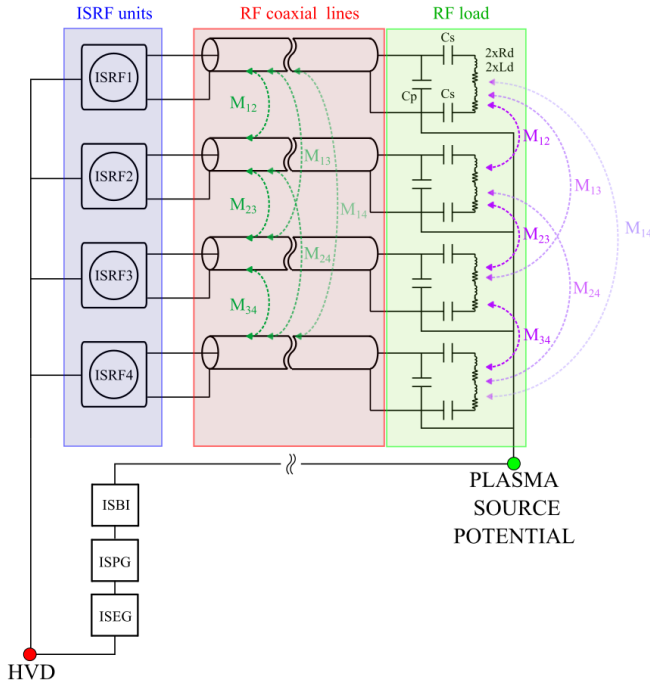 ISRF units
RF coaxial lines
RF load
ISRF1
Cs
2xRd
2xLd
Cp
Cs
M12
M12
M13
M13
ISRF2
M23
M14
M23
M14
M24
ISRF3
M24
M34
M34
ISRF4
PLASMA
SOURCE
POTENTIAL
ISBI
ISPG
ISEG
HVD